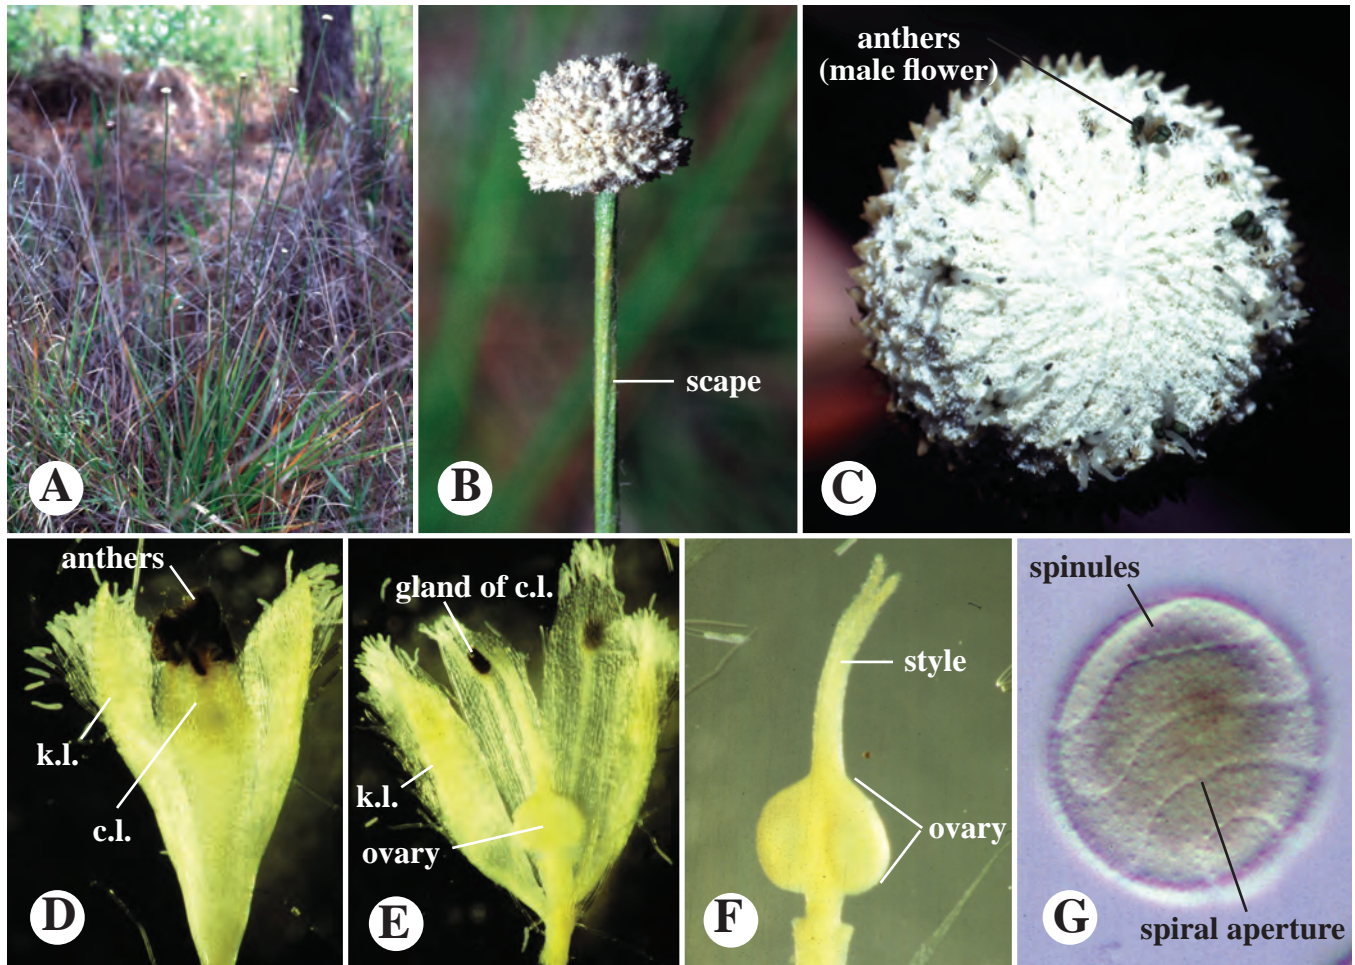 A
B
scape
anthers
(male flower)
C
anthers
k.l.
c.l.
D
gland of c.l.
k.l.
ovary
E
style
ovary
F
spinules
spiral aperture
G